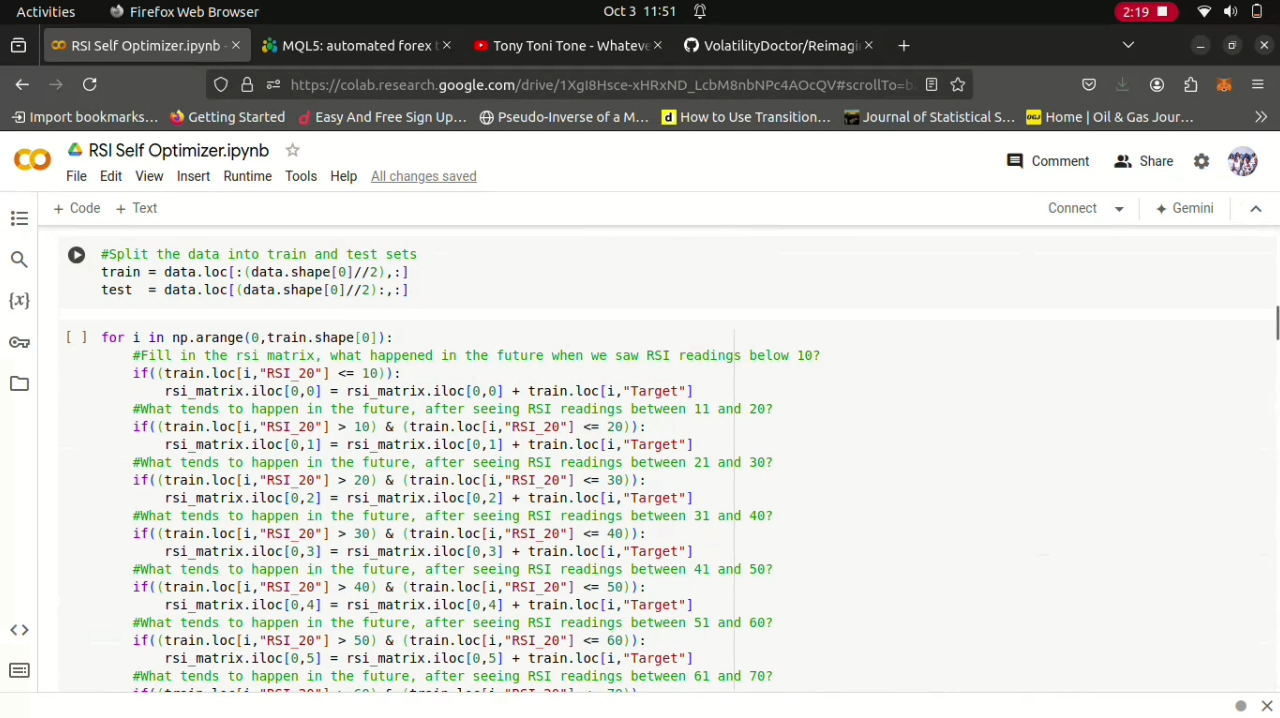 Activities
Firefox Web Browser
Oct 3 11:51
2:19
RSI Self Optimizer.ipynb
MQL5: automated forex t
Tony Toni Tone - Whateve
VolatilityDoctor/Reimagi
https://colab.research.google.com/drive/1XgI8Hsce-xHRxND_LcbM8nbNPc4AOcQV#scrollTo=b
Import bookmarks...
Getting Started
Easy And Free Sign Up...
Pseudo-Inverse of a M...
How to Use Transition...
Journal of Statistical S...
Home | Oil & Gas Jour...
RSI Self Optimizer.ipynb
Comment
Share
File Edit View Insert Runtime Tools Help All changes saved
+ Code + Text
Connect
Gemini
#Split the data into train and test sets
train = data.loc[:(data.shape[0]//2),:]
test  = data.loc[(data.shape[0]//2):,:]
[ ] for i in np.arange(0,train.shape[0]):
#Fill in the rsi matrix, what happened in the future when we saw RSI readings below 10?
if((train.loc[i,"RSI_20"] <= 10)):
rsi_matrix.iloc[0,0] = rsi_matrix.iloc[0,0] + train.loc[i,"Target"]
#What tends to happen in the future, after seeing RSI readings between 11 and 20?
if((train.loc[i,"RSI_20"] > 10) & (train.loc[i,"RSI_20"] <= 20)):
rsi_matrix.iloc[0,1] = rsi_matrix.iloc[0,1] + train.loc[i,"Target"]
#What tends to happen in the future, after seeing RSI readings between 21 and 30?
if((train.loc[i,"RSI_20"] > 20) & (train.loc[i,"RSI_20"] <= 30)):
rsi_matrix.iloc[0,2] = rsi_matrix.iloc[0,2] + train.loc[i,"Target"]
#What tends to happen in the future, after seeing RSI readings between 31 and 40?
if((train.loc[i,"RSI_20"] > 30) & (train.loc[i,"RSI_20"] <= 40)):
rsi_matrix.iloc[0,3] = rsi_matrix.iloc[0,3] + train.loc[i,"Target"]
#What tends to happen in the future, after seeing RSI readings between 41 and 50?
if((train.loc[i,"RSI_20"] > 40) & (train.loc[i,"RSI_20"] <= 50)):
rsi_matrix.iloc[0,4] = rsi_matrix.iloc[0,4] + train.loc[i,"Target"]
#What tends to happen in the future, after seeing RSI readings between 51 and 60?
if((train.loc[i,"RSI_20"] > 50) & (train.loc[i,"RSI_20"] <= 60)):
rsi_matrix.iloc[0,5] = rsi_matrix.iloc[0,5] + train.loc[i,"Target"]
#What tends to happen in the future, after seeing RSI readings between 61 and 70?